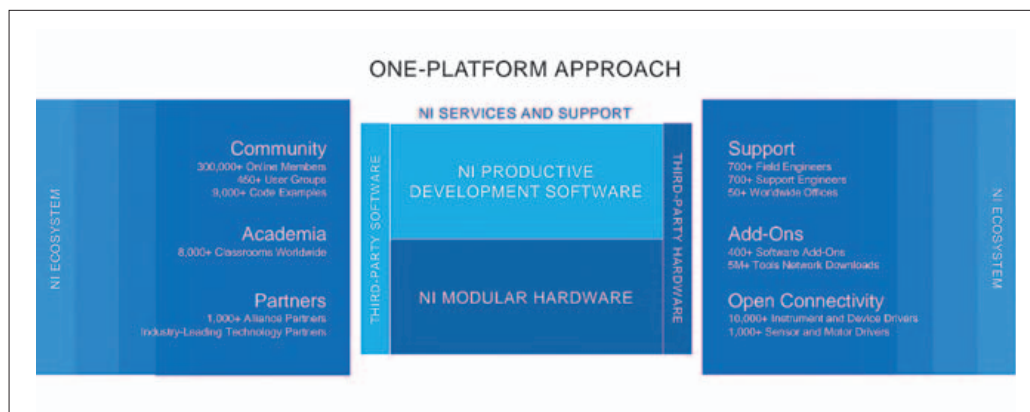 ONE-PLATFORM APPROACH
NI ECOSYSTEM
Community
300,000+ Online Members
450+ User Groups
9,000+ Code Examples
Academia
8,000+ Classrooms Worldwide
Partners
1,000+ Alliance Partners
Industry-Leading Technology Partners
NI SERVICES AND SUPPORT
THIRD-PARTY SOFTWARE
NI PRODUCTIVE
DEVELOPMENT SOFTWARE
NI MODULAR HARDWARE
THIRD-PARTY HARDWARE
Support
700+ Field Engineers
700+ Support Engineers
50+ Worldwide Offices
Add-Ons
400+ Software Add-Ons
5M+ Tools Network Downloads
Open Connectivity
10,000+ Instrument and Device Drivers
1,000+ Sensor and Motor Drivers
NI ECOSYSTEM